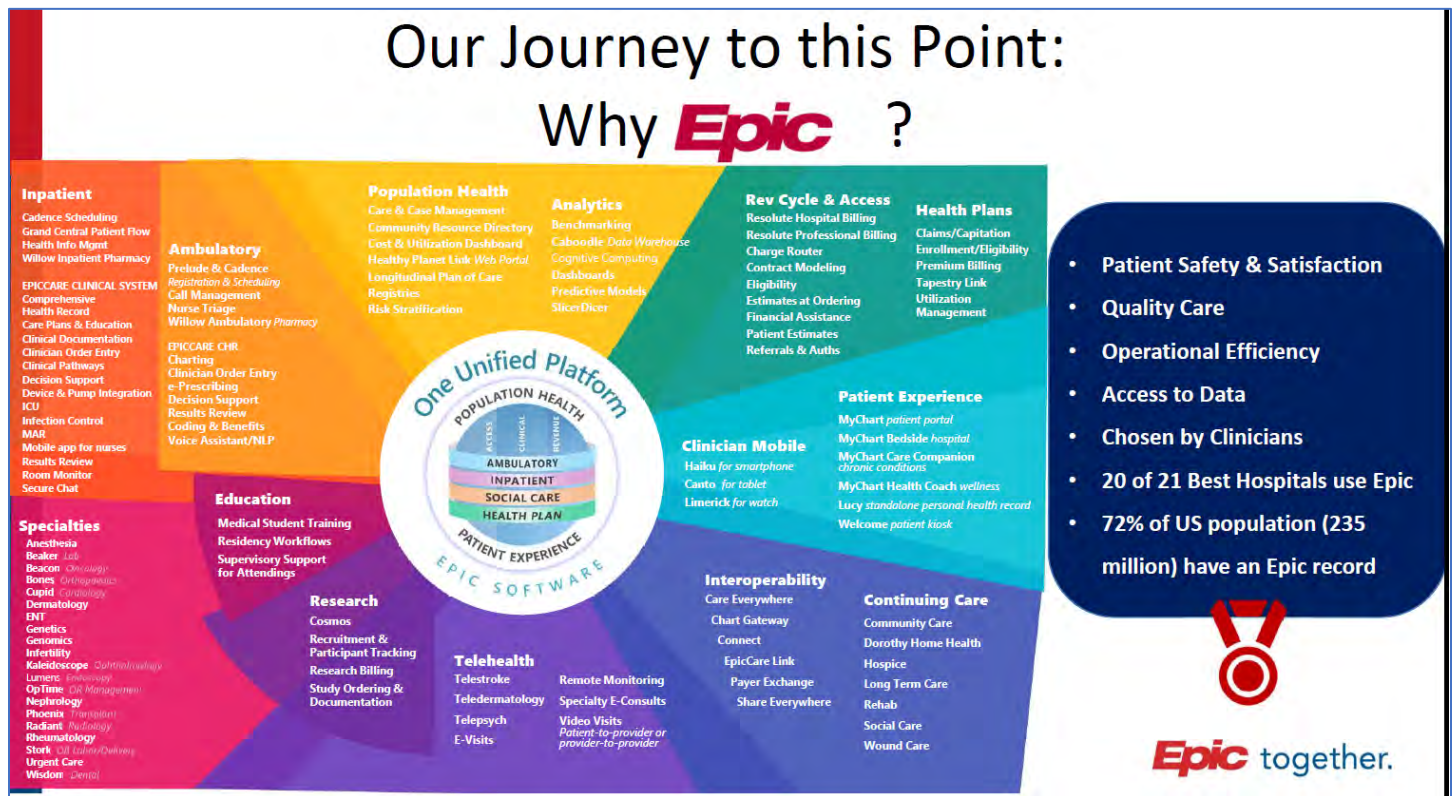 Our Journey to this Point:
Why Epic ?
Inpatient
Cadence Scheduling
Grand Central Patient Flow
Health Info Mgmt
Willow Inpatient Pharmacy
EPICCARE CLINICAL SYSTEM
Comprehensive
Health Record
Care Plans & Education
Clinical Documentation
Clinician Order Entry
Clinical Pathways
Decision Support
Device & Pump Integration
ICU
Infection Control
MAR
Mobile app for nurses
Results Review
Room Monitor
Secure Chat
Ambulatory
Prelude & Cadence
Registration & Scheduling
Call Management
Nurse Triage
Willow Ambulatory Pharmacy
EPICCARE CHR
Charting
Clinician Order Entry
e-Prescribing
Decision Support
Results Review
Coding & Benefits
Voice Assistant/NLP
Population Health
Care & Case Management
Community Resource Directory
Cost & Utilization Dashboard
Healthy Planet Link Web Portal
Longitudinal Plan of Care
Registries
Risk Stratification
Analytics
Benchmarking
Caboodle Data Warehouse
Cognitive Computing
Dashboards
Predictive Models
SlicerDicer
Rev Cycle & Access
Resolute Hospital Billing
Resolute Professional Billing
Charge Router
Contract Modeling
Eligibility
Estimates at Ordering
Financial Assistance
Patient Estimates
Referrals & Auths
Health Plans
Claims/Capitation
Enrollment/Eligibility
Premium Billing
Tapestry Link
Utilization
Management
Patient Experience
MyChart patient portal
MyChart Bedside hospital
MyChart Care Companion
chronic conditions
MyChart Health Coach wellness
Lucy standalone personal health record
Welcome patient kiosk
Clinician Mobile
Haiku for smartphone
Canto for tablet
Limerick for watch
One Unified Platform
POPULATION HEALTH
ACCESS
CLINICAL
REVENUE
AMBULATORY
INPATIENT
SOCIAL CARE
HEALTH PLAN
PATIENT EXPERIENCE
EPIC SOFTWARE
Education
Medical Student Training
Residency Workflows
Supervisory Support
for Attendings
Specialties
Anesthesia
Beaker Lab
Beacon Oncology
Bones Orthopaedics
Cupid Cardiology
Dermatology
ENT
Genetics
Genomics
Infertility
Kaleidoscope Ophthalmology
Lumens Endoscopy
OpTime OR Management
Nephrology
Phoenix Transplant
Radiant Radiology
Rheumatology
Stork OB Labor/Delivery
Urgent Care
Wisdom Dental
Research
Cosmos
Recruitment &
Participant Tracking
Research Billing
Study Ordering &
Documentation
Telehealth
Telestroke
Teledermatology
Telepsych
E-Visits
Remote Monitoring
Specialty E-Consults
Video Visits
Patient-to-provider or
provider-to-provider
Interoperability
Care Everywhere
Chart Gateway
Connect
EpicCare Link
Payer Exchange
Share Everywhere
Continuing Care
Community Care
Dorothy Home Health
Hospice
Long Term Care
Rehab
Social Care
Wound Care
• Patient Safety & Satisfaction
• Quality Care
• Operational Efficiency
• Access to Data
• Chosen by Clinicians
• 20 of 21 Best Hospitals use Epic
• 72% of US population (235
million) have an Epic record
Epic together.